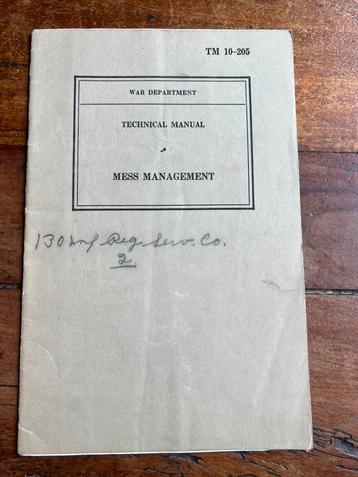 TM 10-205
WAR DEPARTMENT
TECHNICAL MANUAL
MESS MANAGEMENT
130 Inf Reg. Serv. Co.
2